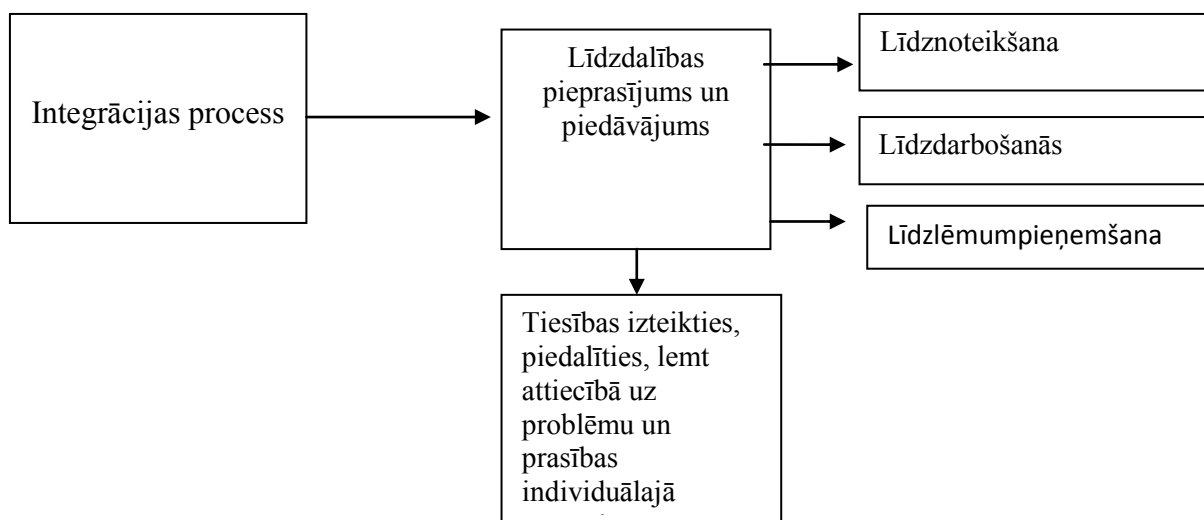 Integrācijas process
Līdzdalības
pieprasījums un
piedāvājums
Līdznoteikšana
Līdzdarbošanās
Līdzlēmumpieņemšana
Tiesības izteikties,
piedalīties, lemt
attiecībā uz
problēmu un
prasības
individuālajā